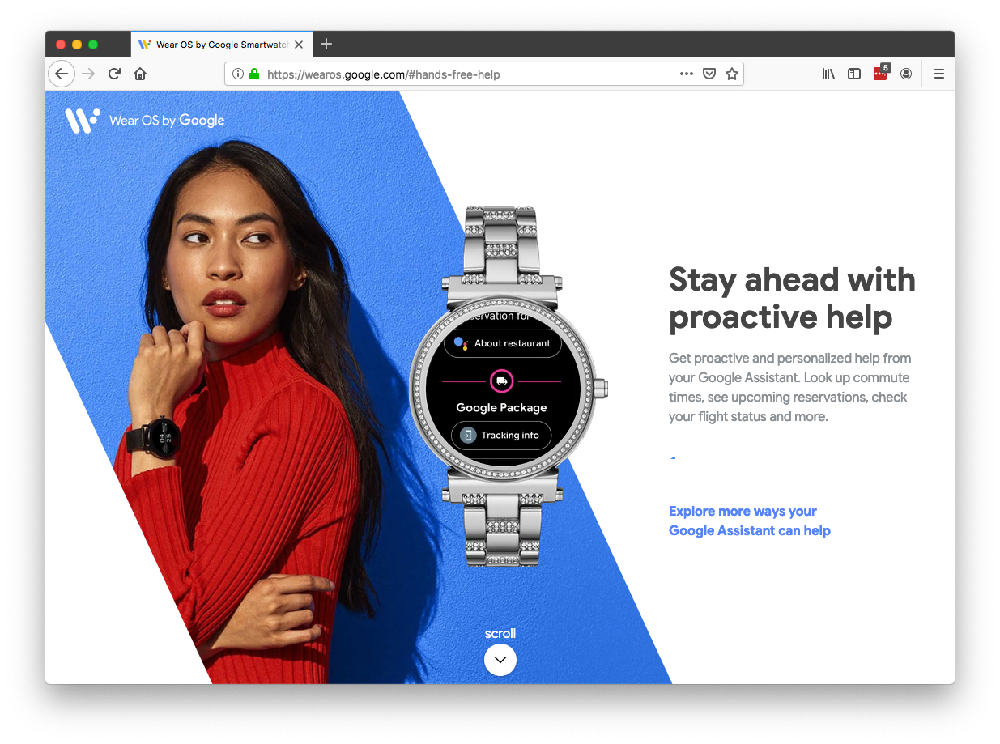 Wear OS by Google Smartwatch
https://wearos.google.com/#hands-free-help
5
Wear OS by Google
servation for
About restaurant
Google Package
Tracking info
04
25
Stay ahead with
proactive help
Get proactive and personalized help from
your Google Assistant. Look up commute
times, see upcoming reservations, check
your flight status and more.
Explore more ways your
Google Assistant can help
scroll